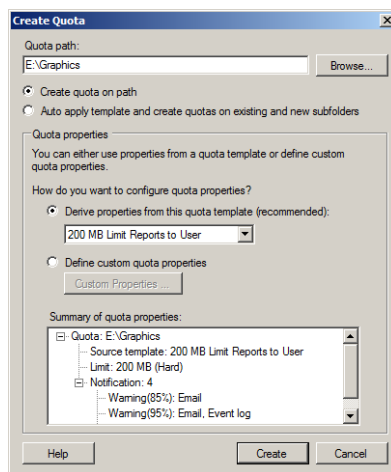 Create Quota
Quota path:
E:\Graphics
Browse...
Create quota on path
Auto apply template and create quotas on existing and new subfolders
Quota properties
You can either use properties from a quota template or define custom
quota properties.
How do you want to configure quota properties?
Derive properties from this quota template (recommended):
200 MB Limit Reports to User
Define custom quota properties
Custom Properties ...
Summary of quota properties:
Quota: E:\Graphics
Source template: 200 MB Limit Reports to User
Limit: 200 MB (Hard)
Notification: 4
Warning(85%): Email
Warning(95%): Email, Event log
Help
Create
Cancel